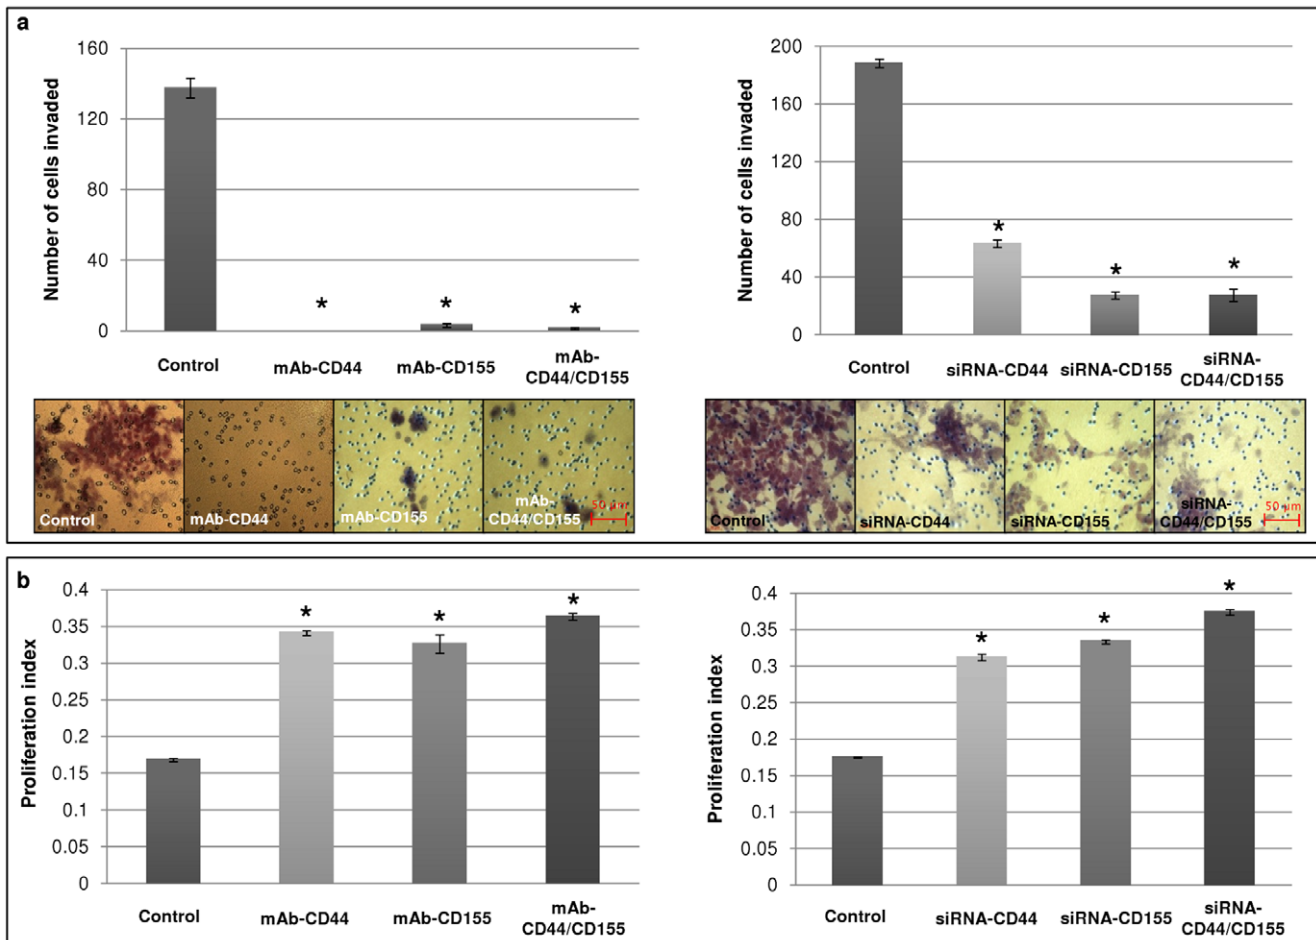 a
Number of cells invaded
160
120
80
40
0
*
*
*
Control
mAb-CD44
mAb-CD155
mAb-
CD44/CD155
Control
mAb-CD44
mAb-CD155
mAb-
CD44/CD155
50 µm
Number of cells invaded
200
160
120
80
40
0
*
*
*
Control
siRNA-CD44
siRNA-CD155
siRNA-
CD44/CD155
Control
siRNA-CD44
siRNA-CD155
siRNA-
CD44/CD155
50 µm
b
Proliferation index
0.4
0.35
0.3
0.25
0.2
0.15
0.1
0.05
0
*
*
*
Control
mAb-CD44
mAb-CD155
mAb-
CD44/CD155
Proliferation index
0.4
0.35
0.3
0.25
0.2
0.15
0.1
0.05
0
*
*
*
Control
siRNA-CD44
siRNA-CD155
siRNA-
CD44/CD155